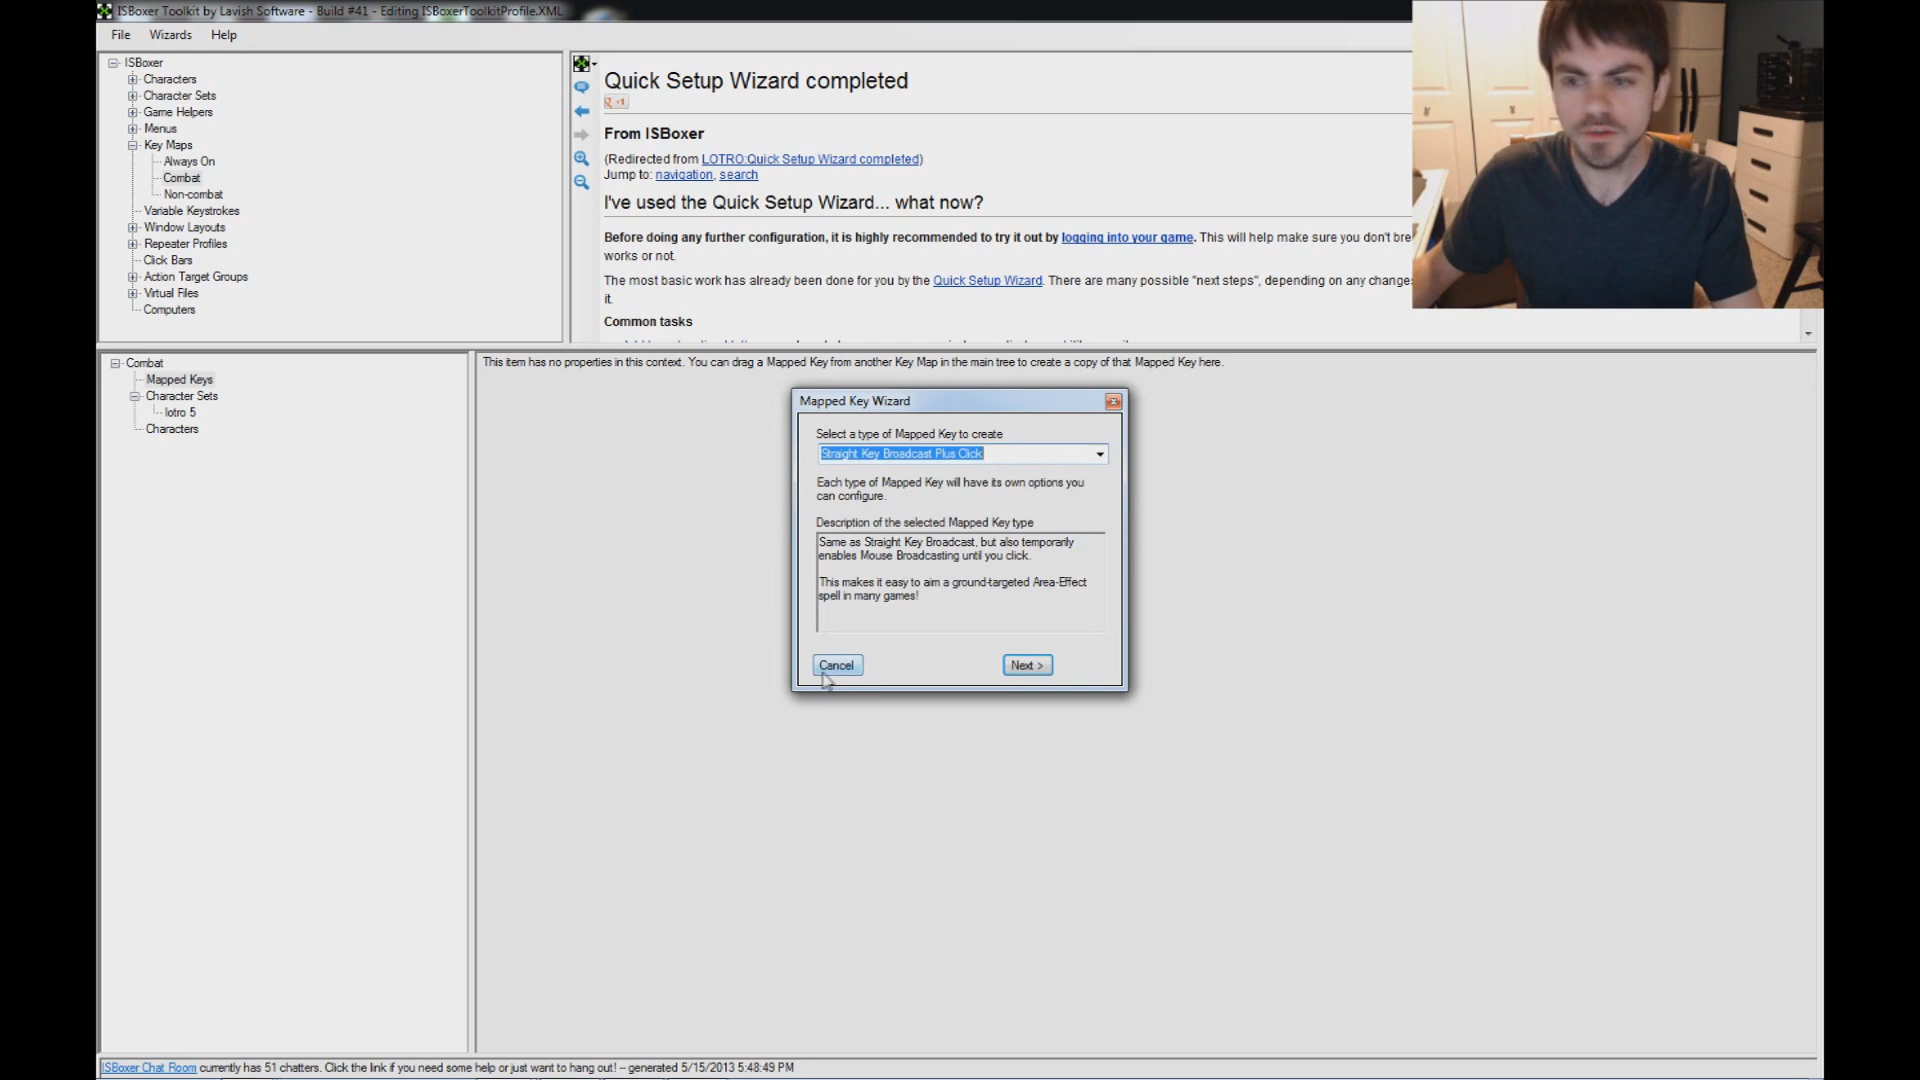 ISBoxer Toolkit by Lavish Software - Build #41 - Editing ISBoxerToolkitProfile.XML
File Wizards Help
ISBoxer
Characters
Character Sets
Game Helpers
Menus
Key Maps
Always On
Combat
Non-combat
Variable Keystrokes
Window Layouts
Repeater Profiles
Click Bars
Action Target Groups
Virtual Files
Computers
Quick Setup Wizard completed
+1
From ISBoxer
(Redirected from LOTRO:Quick Setup Wizard completed)
Jump to: navigation, search
I've used the Quick Setup Wizard... what now?
Before doing any further configuration, it is highly recommended to try it out by logging into your game. This will help make sure you don't bre
works or not.
The most basic work has already been done for you by the Quick Setup Wizard. There are many possible "next steps", depending on any change
it.
Common tasks
Combat
Mapped Keys
Character Sets
lotro 5
Characters
This item has no properties in this context. You can drag a Mapped Key from another Key Map in the main tree to create a copy of that Mapped Key here.
Mapped Key Wizard
Select a type of Mapped Key to create
Straight Key Broadcast Plus Click
Each type of Mapped Key will have its own options you
can configure.
Description of the selected Mapped Key type
Same as Straight Key Broadcast, but also temporarily
enables Mouse Broadcasting until you click.
This makes it easy to aim a ground-targeted Area-Effect
spell in many games!
Cancel Next >
ISBoxer Chat Room currently has 51 chatters. Click the link if you need some help or just want to hang out! -- generated 5/15/2013 5:48:49 PM